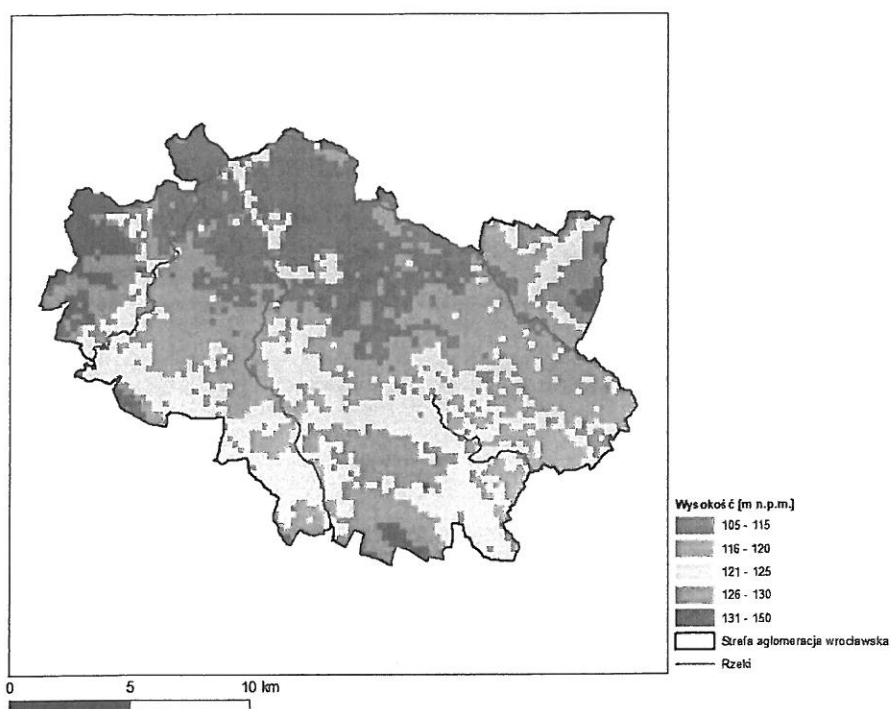 Wysokość [m n.p.m.]
105 - 115
116 - 120
121 - 125
126 - 130
131 - 150
Strefa aglomeracja wrocławska
Rzeki
0 5 10 km